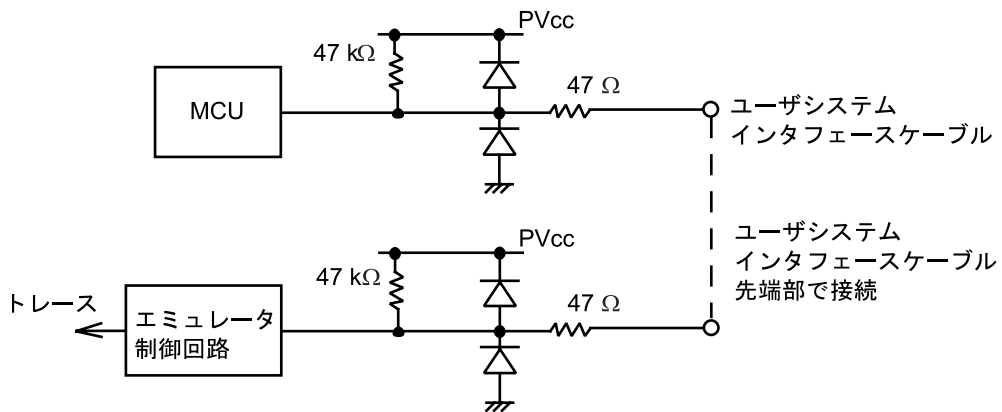 PVcc
47 kΩ
MCU
47 Ω
ユーザシステム
インタフェースケーブル
PVcc
47 kΩ
47 Ω
ユーザシステム
インタフェースケーブル
先端部で接続
トレース
エミュレータ
制御回路